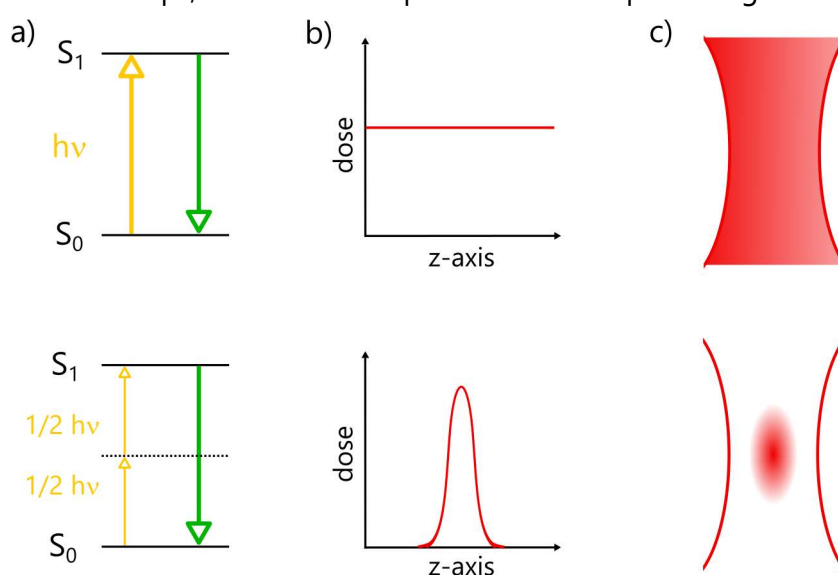 a)
b)
c)
S1
hν
S0
dose
z-axis
S1
1/2 hν
1/2 hν
S0
dose
z-axis